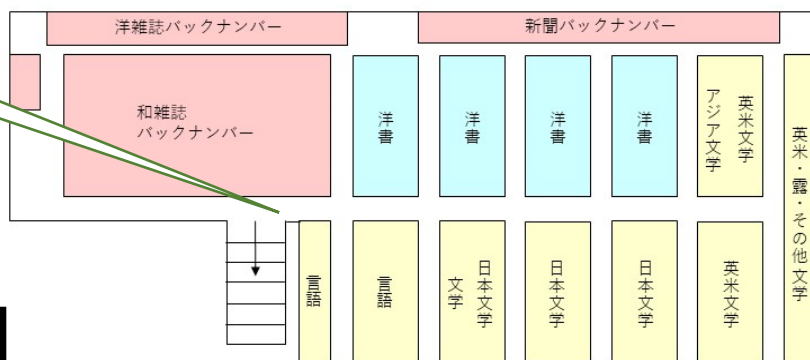 洋雑誌バックナンバー
新聞バックナンバー
和雑誌
バックナンバー
洋書
洋書
洋書
洋書
英米文学
アジア文学
英米・露・その他文学
言語
言語
日本文学
文学
日本文学
日本文学
英米文学